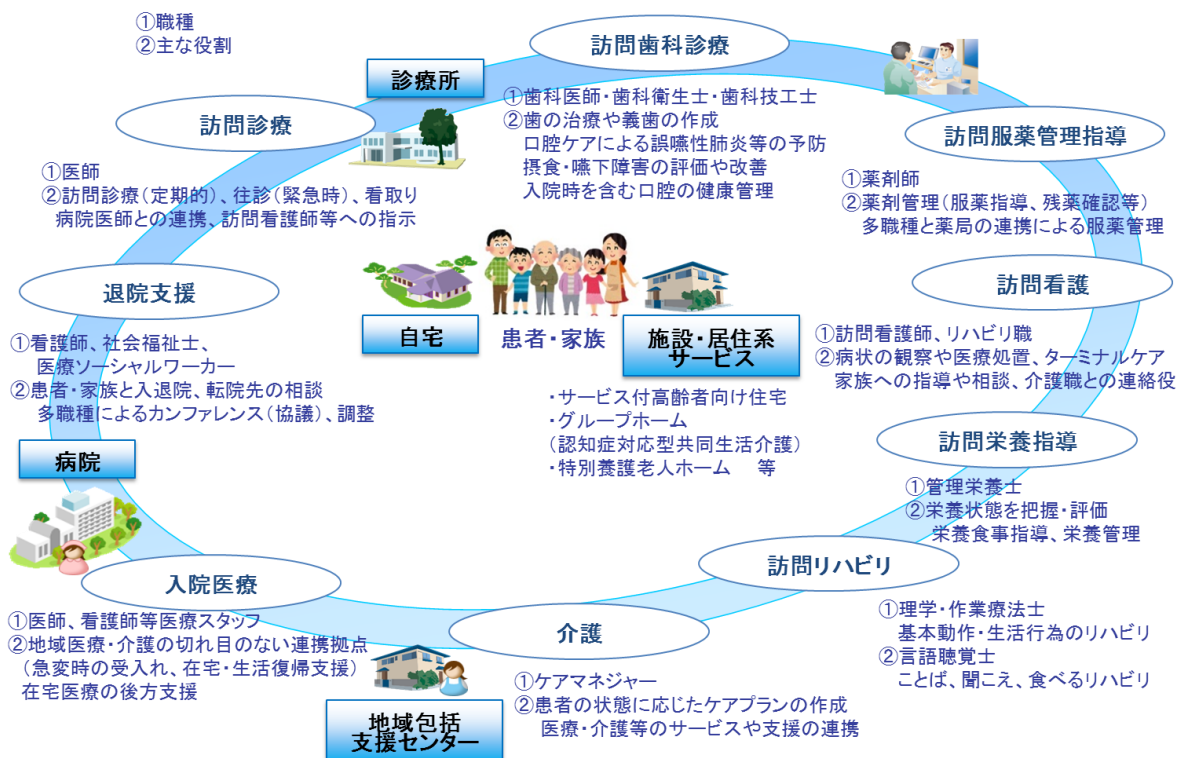 ①職種
②主な役割
訪問歯科診療
診療所
①歯科医師・歯科衛生士・歯科技工士
②歯の治療や義歯の作成
口腔ケアによる誤嚥性肺炎等の予防
摂食・嚥下障害の評価や改善
入院時を含む口腔の健康管理
訪問診療
①医師
②訪問診療(定期的)、往診(緊急時)、看取り
病院医師との連携、訪問看護師等への指示
訪問服薬管理指導
①薬剤師
②薬剤管理(服薬指導、残薬確認等)
多職種と薬局の連携による服薬管理
退院支援
①看護師、社会福祉士、
医療ソーシャルワーカー
②患者・家族と入退院、転院先の相談
多職種によるカンファレンス(協議)、調整
自宅
患者・家族
施設・居住系
サービス
・サービス付高齢者向け住宅
・グループホーム
(認知症対応型共同生活介護)
・特別養護老人ホーム 等
訪問看護
①訪問看護師、リハビリ職
②病状の観察や医療処置、ターミナルケア
家族への指導や相談、介護職との連絡役
訪問栄養指導
①管理栄養士
②栄養状態を把握・評価
栄養食事指導、栄養管理
病院
入院医療
①医師、看護師等医療スタッフ
②地域医療・介護の切れ目のない連携拠点
(急変時の受入れ、在宅・生活復帰支援)
在宅医療の後方支援
訪問リハビリ
①理学・作業療法士
基本動作・生活行為のリハビリ
②言語聴覚士
ことば、聞こえ、食べるリハビリ
介護
①ケアマネジャー
②患者の状態に応じたケアプランの作成
医療・介護等のサービスや支援の連携
地域包括
支援センター